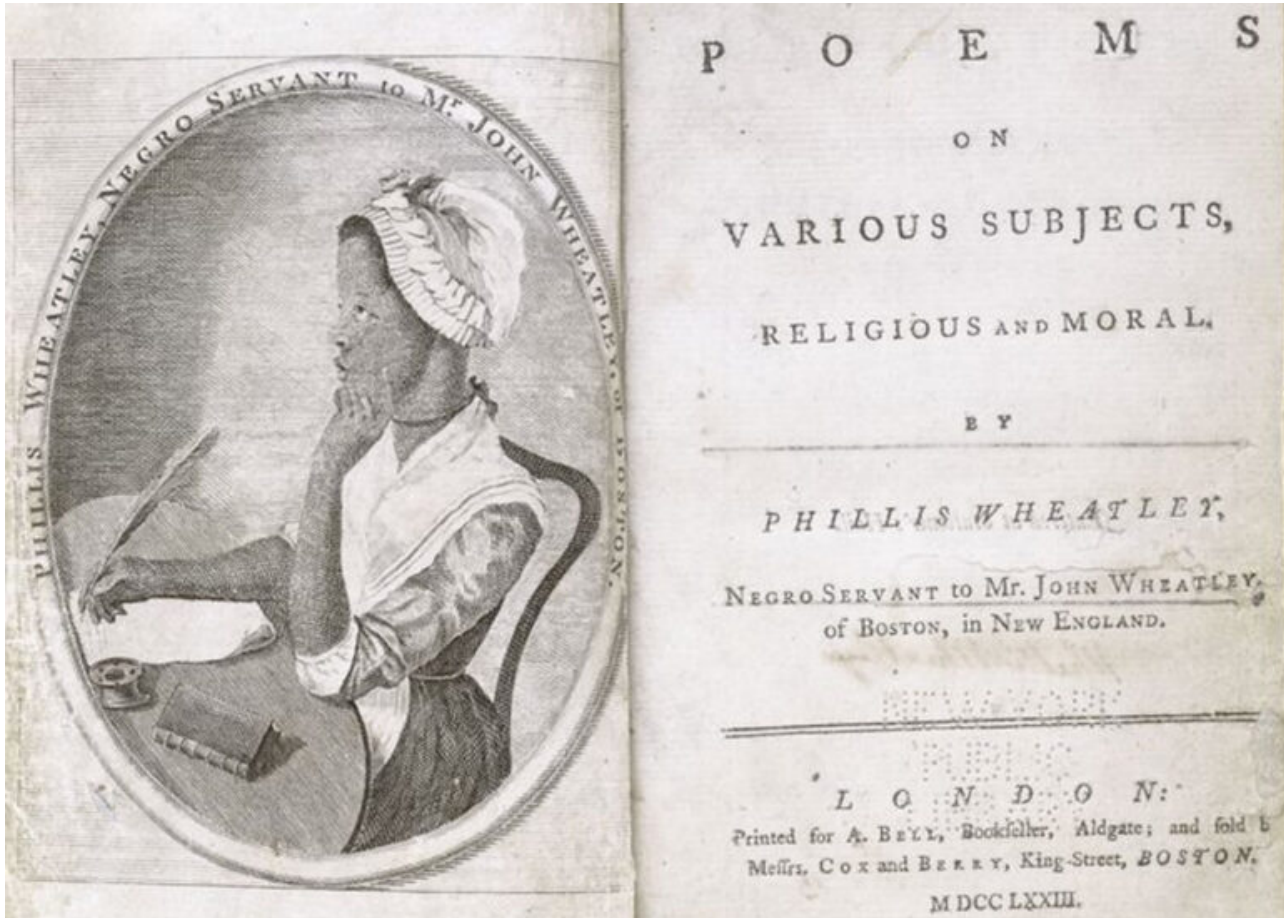 PHILLIS WHEATLEY, NEGRO SERVANT to Mr. JOHN WHEATLEY, of BOSTON.
P O E M S
O N
VARIOUS SUBJECTS,
RELIGIOUS AND MORAL.
B Y
PHILLIS WHEATLEY,
NEGRO SERVANT to Mr. JOHN WHEATLEY,
of BOSTON, in NEW ENGLAND.
L O N D O N:
Printed for A. BELL, Bookſeller, Aldgate; and ſold b
Meſſrs. COX and BERRY, King-Street, BOSTON.
M DCC LXXIII.